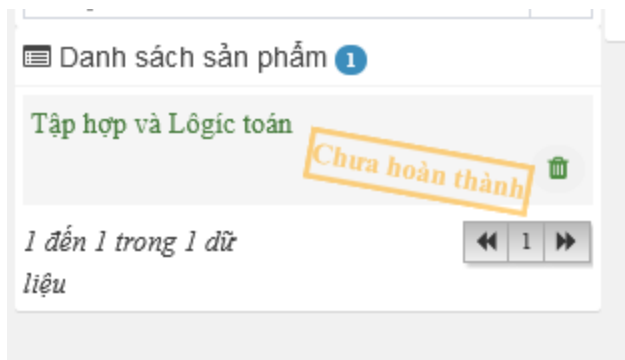 Danh sách sản phẩm 1
Tập hợp và Lôgíc toán
Chưa hoàn thành
1 đến 1 trong 1 dữ
liệu
1